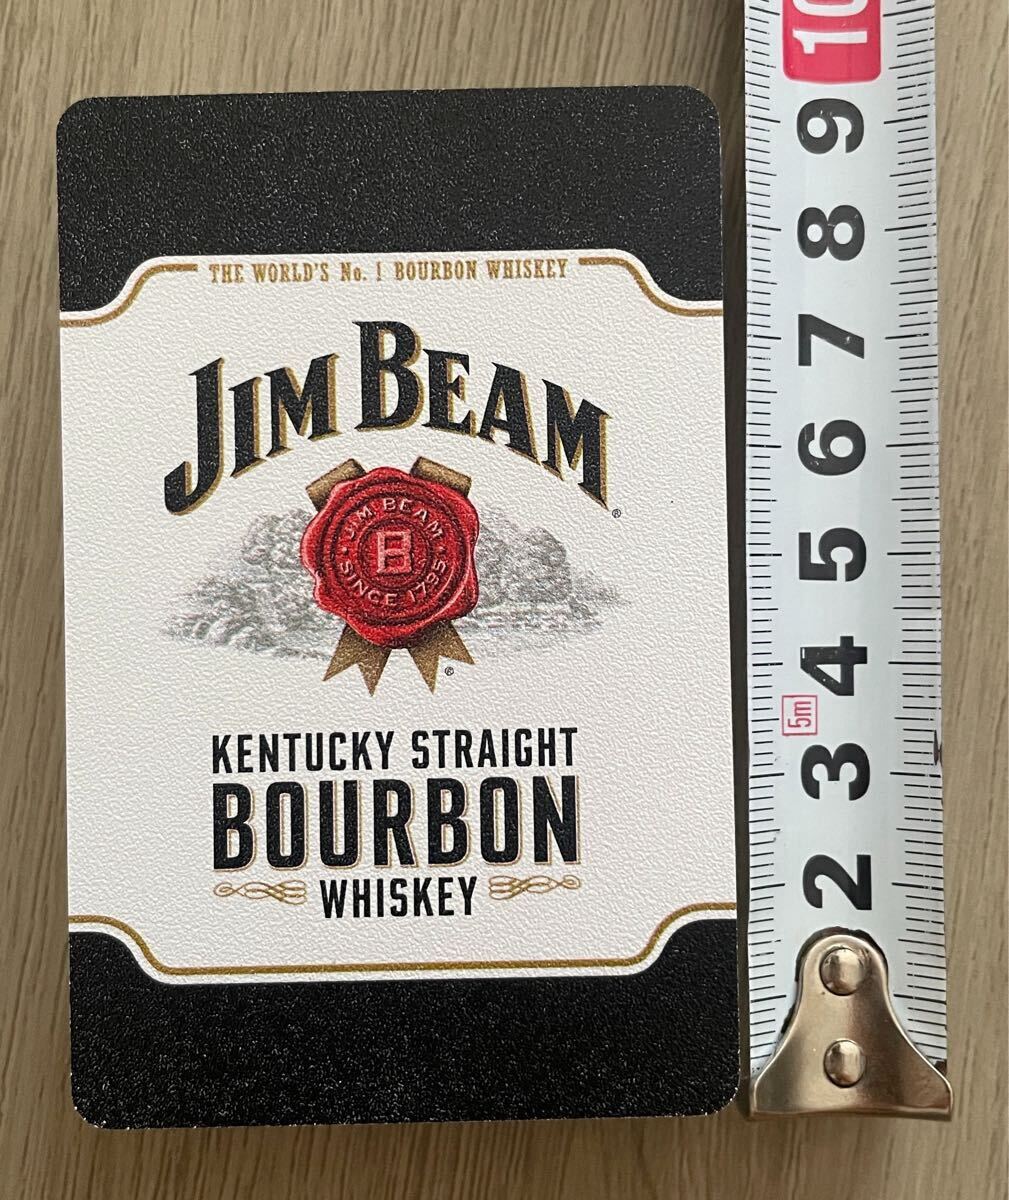 THE WORLD'S No. 1 BOURBON WHISKEY
JIM BEAM
®
JIM BEAM
B
SINCE 1795
®
KENTUCKY STRAIGHT
BOURBON
WHISKEY
10
9
8
7
6
5
4
5m
3
2